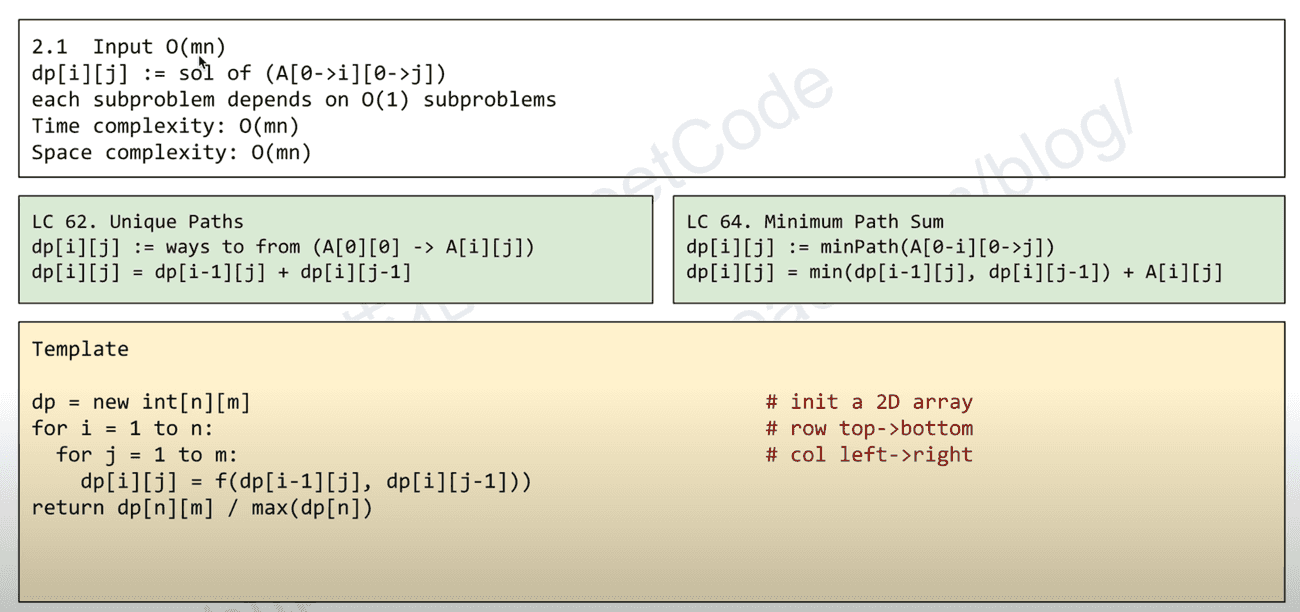 2.1  Input O(mn)
dp[i][j] := sol of (A[0->i][0->j])
each subproblem depends on O(1) subproblems
Time complexity: O(mn)
Space complexity: O(mn)
etCode
/blog/
LC 62. Unique Paths
dp[i][j] := ways to from (A[0][0] -> A[i][j])
dp[i][j] = dp[i-1][j] + dp[i][j-1]
LC 64. Minimum Path Sum
dp[i][j] := minPath(A[0-i][0->j])
dp[i][j] = min(dp[i-1][j], dp[i][j-1]) + A[i][j]
Template
dp = new int[n][m] # init a 2D array
for i = 1 to n: # row top->bottom
  for j = 1 to m: # col left->right
    dp[i][j] = f(dp[i-1][j], dp[i][j-1]))
return dp[n][m] / max(dp[n])